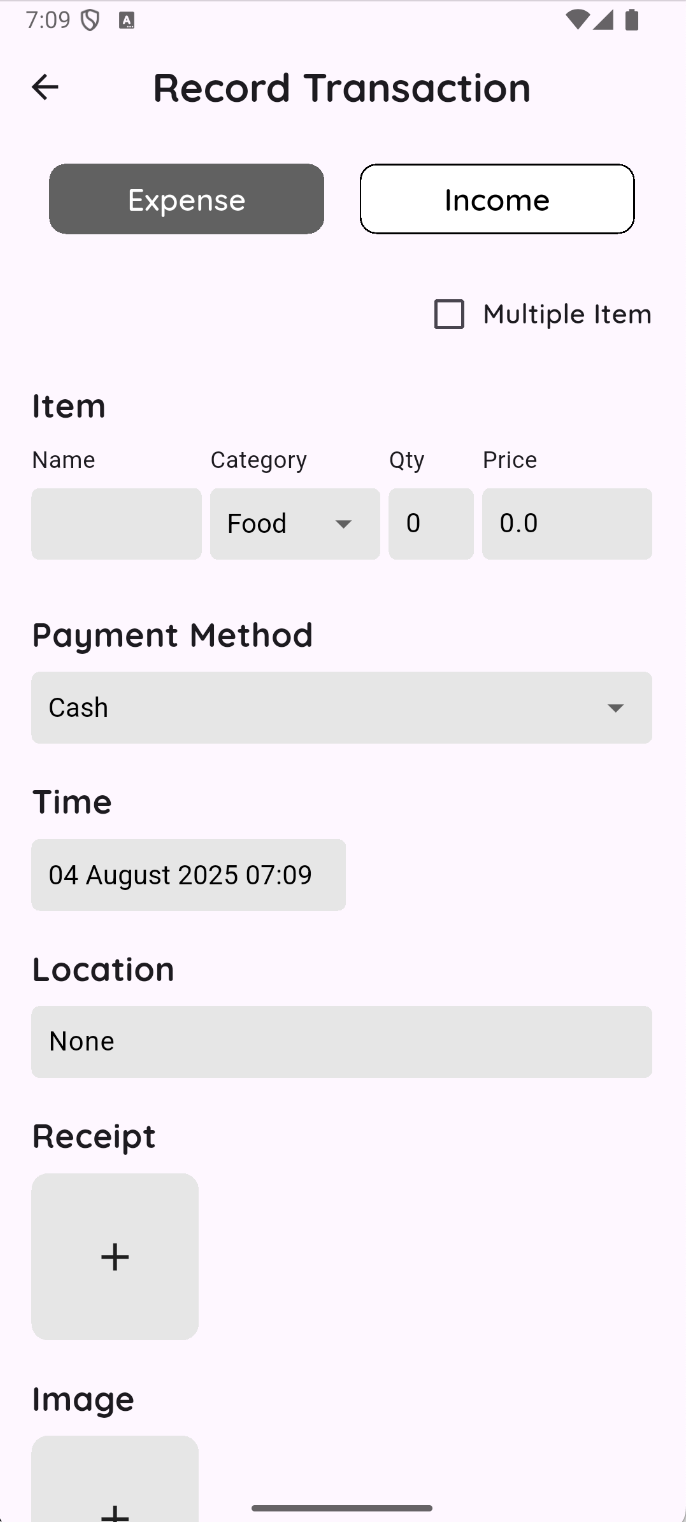 7:09
Record Transaction
Expense Income
Multiple Item
Item
Name Category Qty Price
Food 0 0.0
Payment Method
Cash
Time
04 August 2025 07:09
Location
None
Receipt
+
Image
+